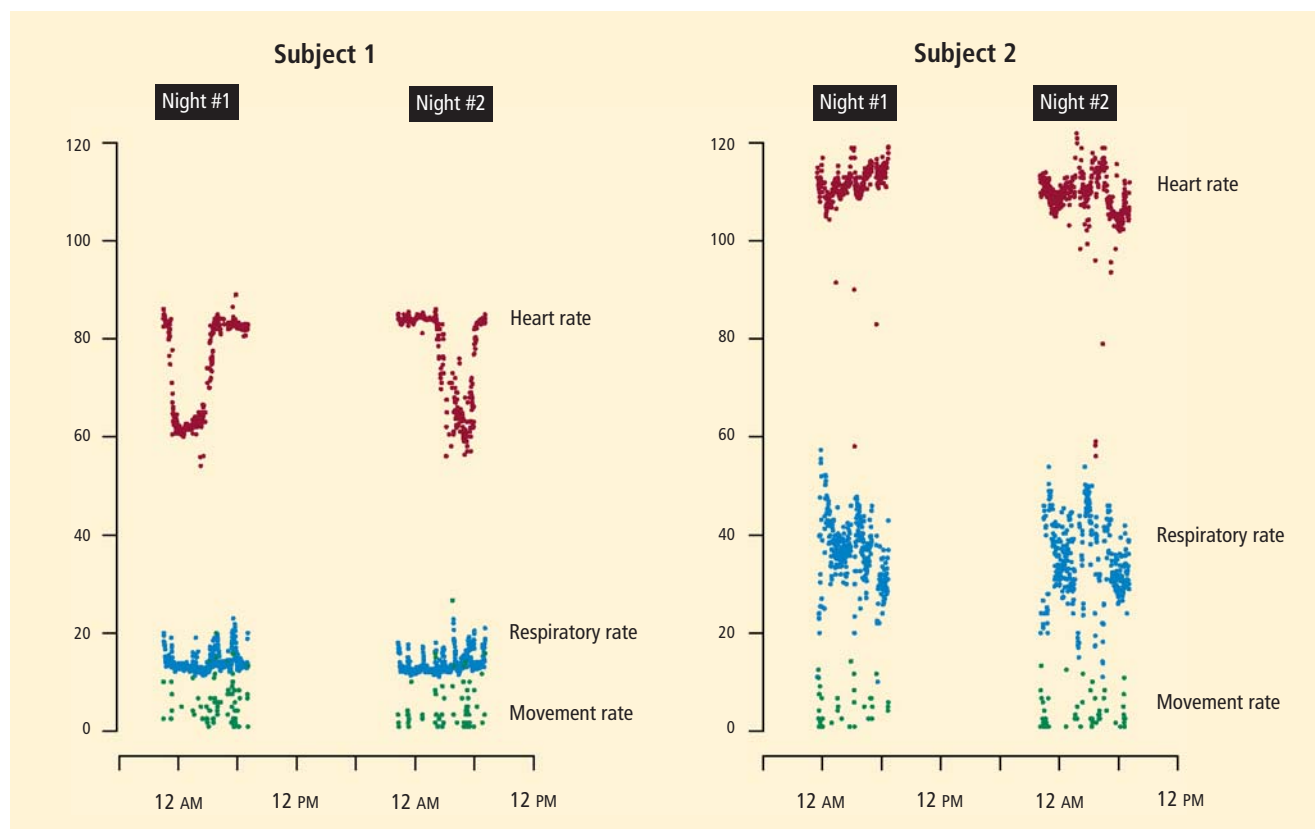 Subject 1
Night #1
Night #2
120
100
80
60
40
20
0
Heart rate
Respiratory rate
Movement rate
12 AM
12 PM
12 AM
12 PM
Subject 2
Night #1
Night #2
120
100
80
60
40
20
0
Heart rate
Respiratory rate
Movement rate
12 AM
12 PM
12 AM
12 PM